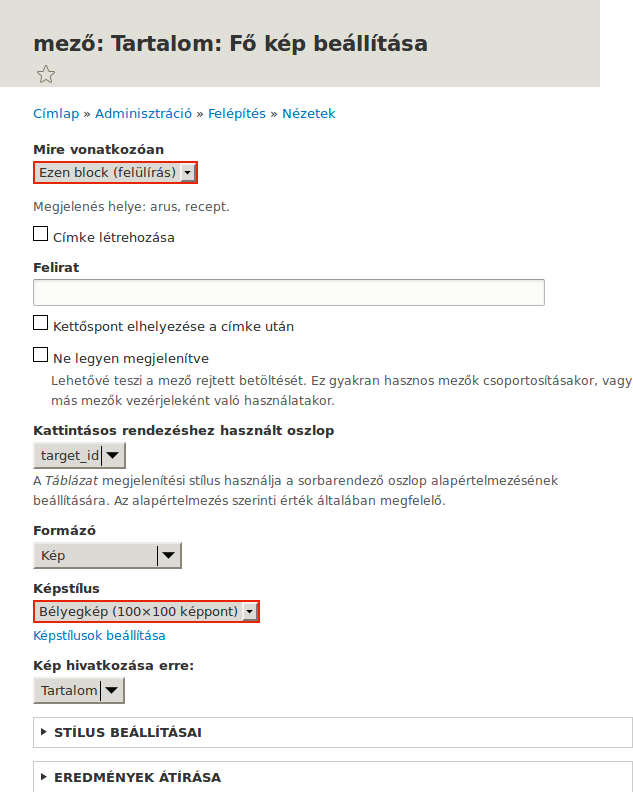 mező: Tartalom: Fő kép beállítása
Címlap » Adminisztráció » Felépítés » Nézetek
Mire vonatkozóan
Ezen block (felülírás)
Megjelenés helye: arus, recept.
Címke létrehozása
Felirat
Kettőspont elhelyezése a címke után
Ne legyen megjelenítve
Lehetővé teszi a mező rejtett betöltését. Ez gyakran hasznos mezők csoportosításakor, vagy
más mezők vezérjeleként való használatakor.
Kattintásos rendezéshez használt oszlop
target_id
A Táblázat megjelenítési stílus használja a sorbarendező oszlop alapértelmezésének
beállítására. Az alapértelmezés szerinti érték általában megfelelő.
Formázó
Kép
Képstílus
Bélyegkép (100×100 képpont)
Képstílusok beállítása
Kép hivatkozása erre:
Tartalom
STÍLUS BEÁLLÍTÁSAI
EREDMÉNYEK ÁTÍRÁSA